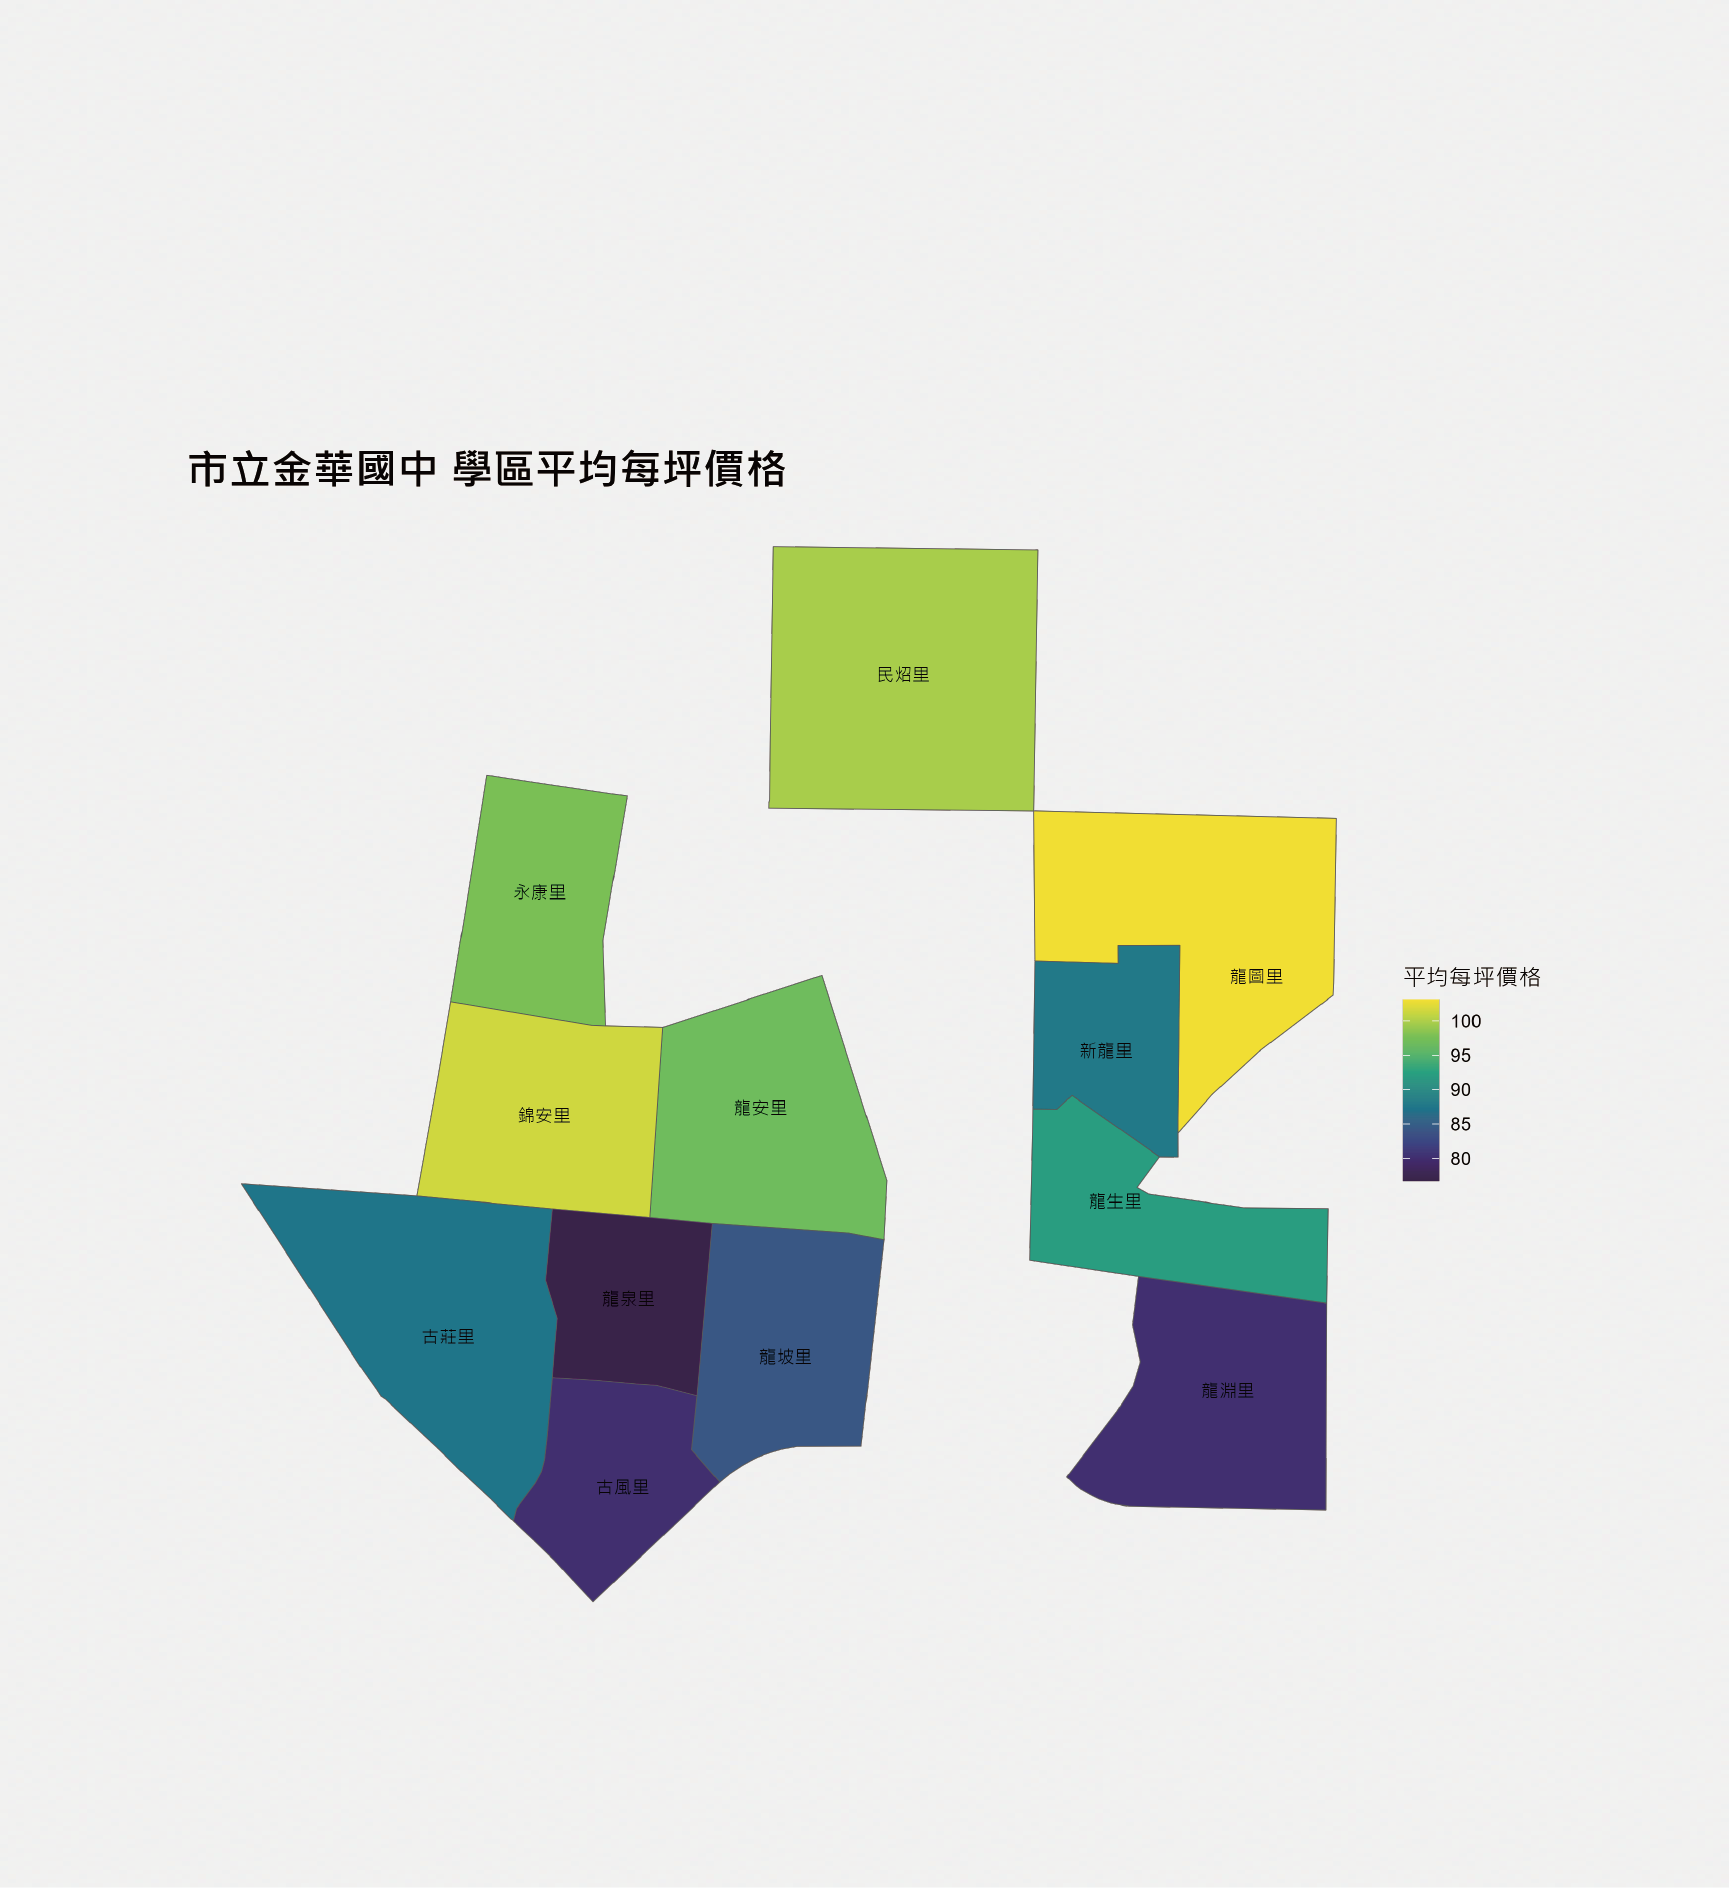 市立金華國中 學區平均每坪價格
民炤里
永康里
龍圖里
新龍里
錦安里
龍安里
龍生里
龍泉里
古莊里
龍坡里
龍淵里
古風里
平均每坪價格
100
95
90
85
80